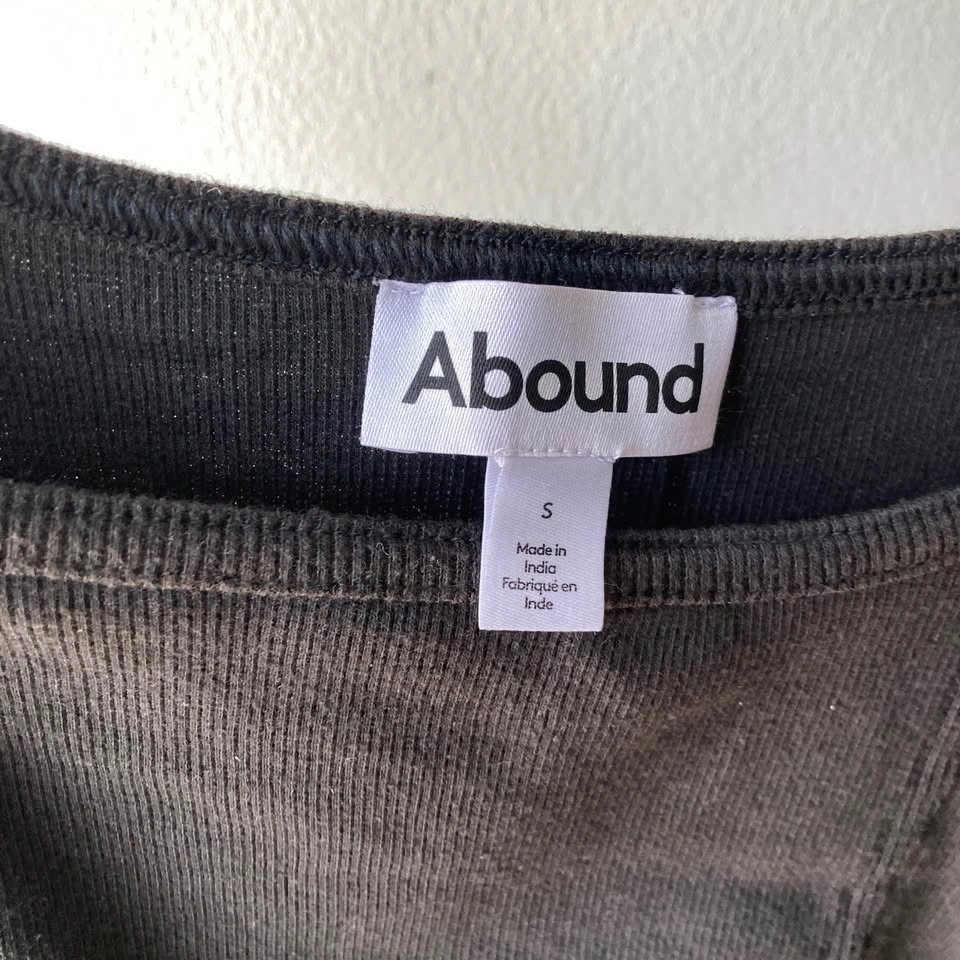 Abound
S
Made in
India
Fabriqué en
Inde